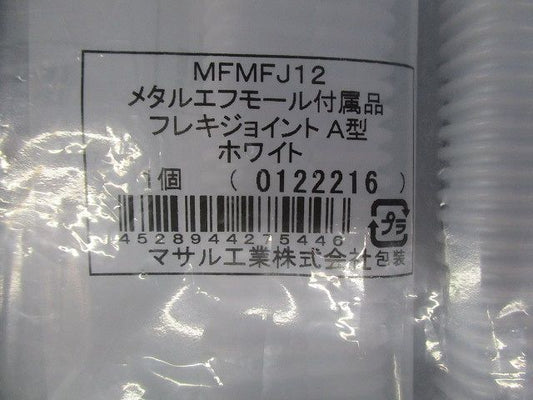 MFMFJ12
メタルエフモール付属品
フレキジョイント A型
ホワイト
1個 ( 0122216 )
4528944275446
プラ
マサル工業株式会社 包装